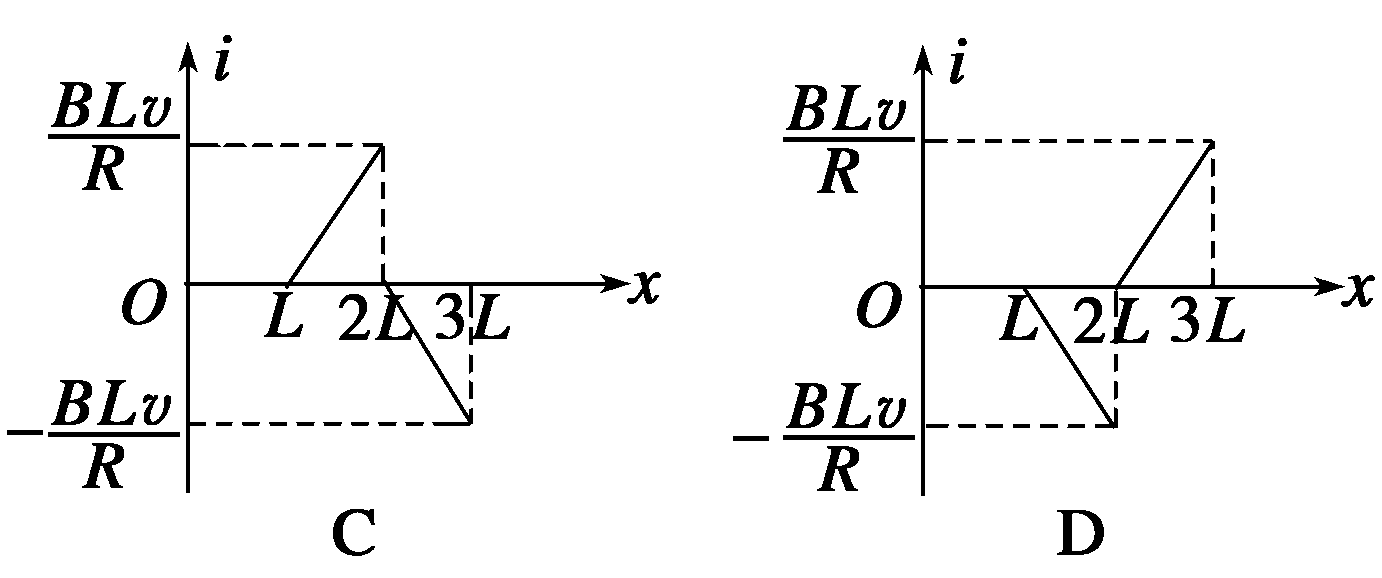 i i
BLv/R BLv/R
O L 2L 3L x O L 2L 3L x
−BLv/R −BLv/R
C D